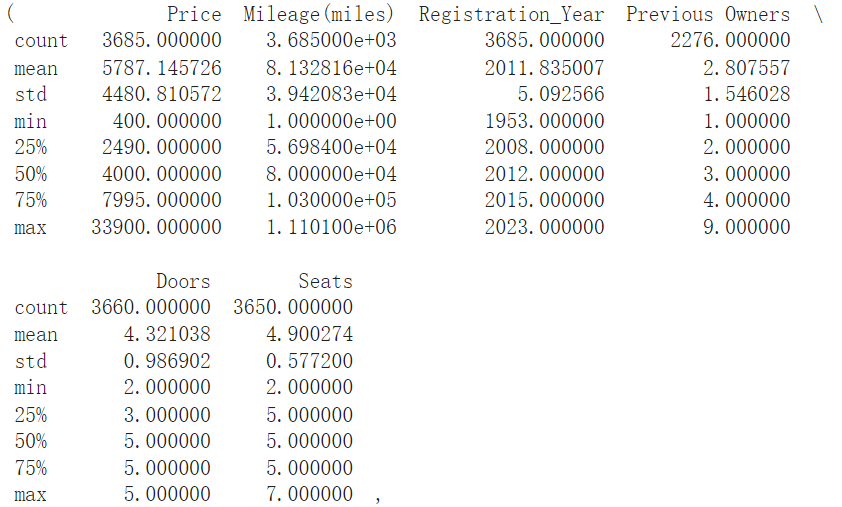 (             Price  Mileage(miles)  Registration_Year  Previous Owners  \
count   3685.000000    3.685000e+03        3685.000000      2276.000000
mean    5787.145726    8.132816e+04        2011.835007         2.807557
std     4480.810572    3.942083e+04           5.092566         1.546028
min      400.000000    1.000000e+00        1953.000000         1.000000
25%     2490.000000    5.698400e+04        2008.000000         2.000000
50%     4000.000000    8.000000e+04        2012.000000         3.000000
75%     7995.000000    1.030000e+05        2015.000000         4.000000
max    33900.000000    1.110100e+06        2023.000000         9.000000
             Doors        Seats
count  3660.000000  3650.000000
mean      4.321038     4.900274
std       0.986902     0.577200
min       2.000000     2.000000
25%       3.000000     5.000000
50%       5.000000     5.000000
75%       5.000000     5.000000
max       5.000000     7.000000  ,